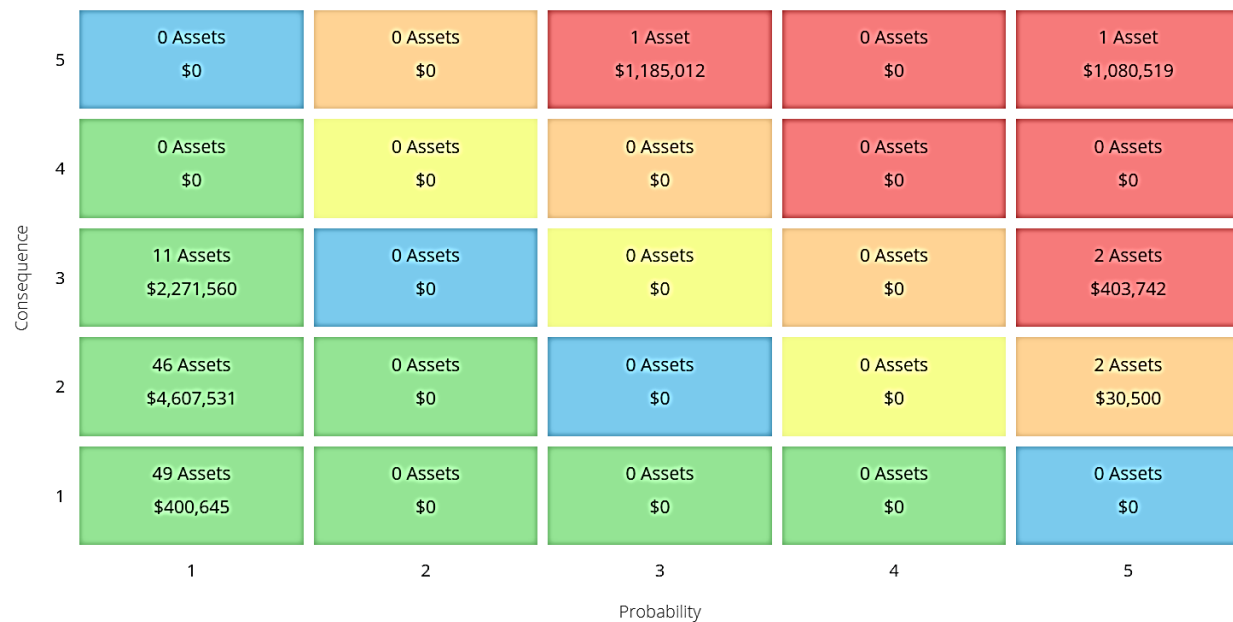 0 Assets
$0
0 Assets
$0
1 Asset
$1,185,012
0 Assets
$0
1 Asset
$1,080,519
5
0 Assets
$0
0 Assets
$0
0 Assets
$0
0 Assets
$0
0 Assets
$0
4
11 Assets
$2,271,560
0 Assets
$0
0 Assets
$0
0 Assets
$0
2 Assets
$403,742
3
Consequence
46 Assets
$4,607,531
0 Assets
$0
0 Assets
$0
0 Assets
$0
2 Assets
$30,500
2
49 Assets
$400,645
0 Assets
$0
0 Assets
$0
0 Assets
$0
0 Assets
$0
1
1
2
3
4
5
Probability